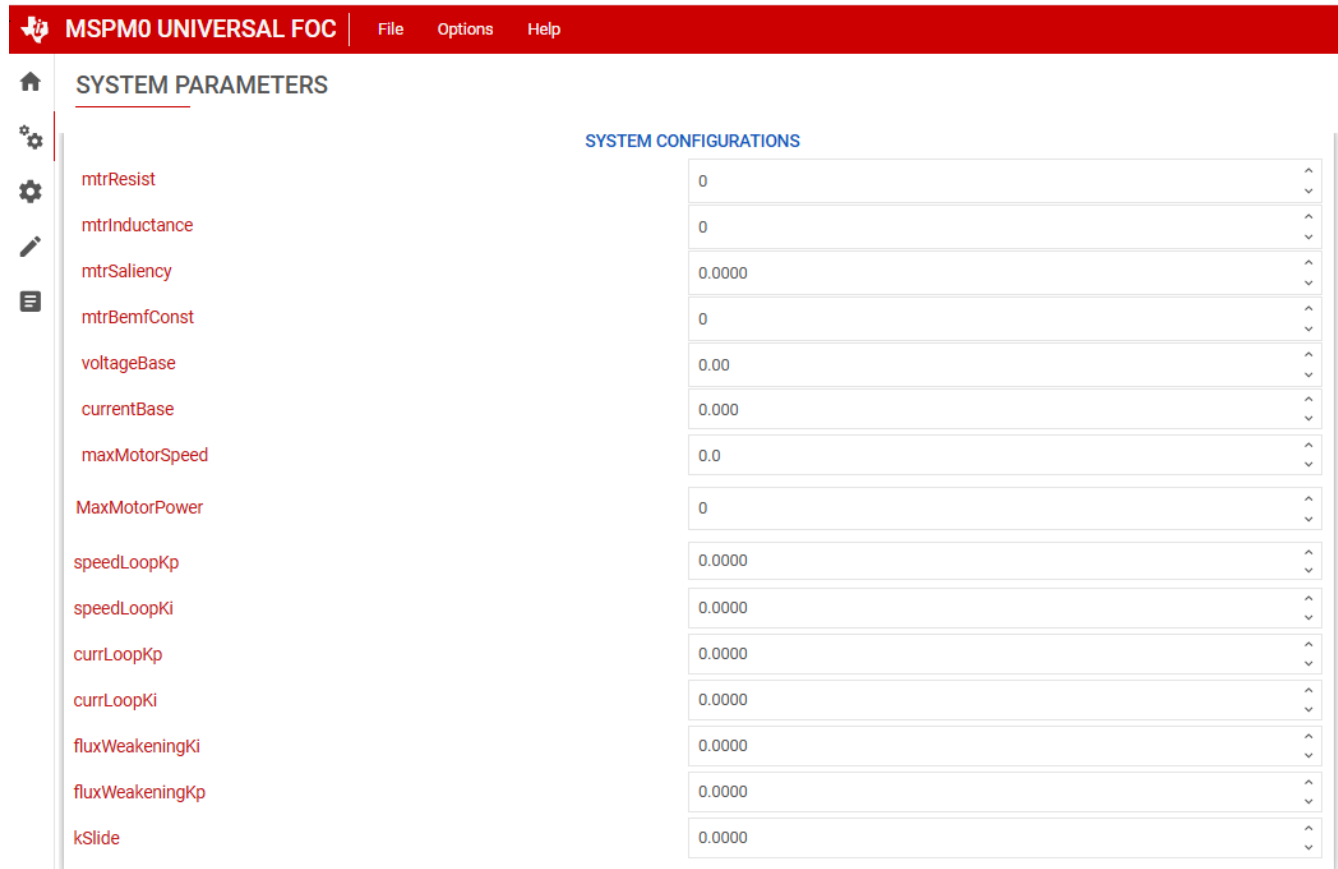 MSPM0 UNIVERSAL FOC File Options Help
SYSTEM PARAMETERS
SYSTEM CONFIGURATIONS
mtrResist 0
mtrInductance 0
mtrSaliency 0.0000
mtrBemfConst 0
voltageBase 0.00
currentBase 0.000
maxMotorSpeed 0.0
MaxMotorPower 0
speedLoopKp 0.0000
speedLoopKi 0.0000
currLoopKp 0.0000
currLoopKi 0.0000
fluxWeakeningKi 0.0000
fluxWeakeningKp 0.0000
kSlide 0.0000